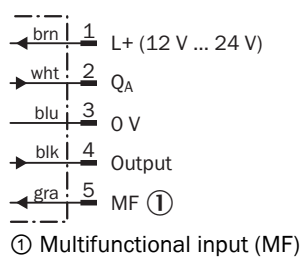 brn 1 L+ (12 V ... 24 V)
wht 2 QA
blu 3 0 V
blk 4 Output
gra 5 MF ①
① Multifunctional input (MF)